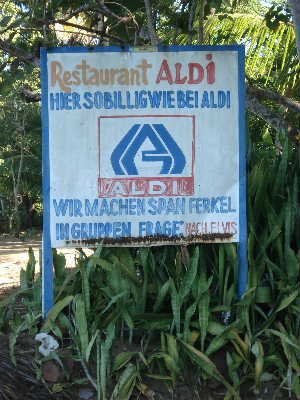 Restaurant ALDi
HIER SO BILLIG WIE BEI ALDI
ALDI
WIR MACHEN SPAN FERKEL
IN GRUPPEN FRAGE NACH ELVIS